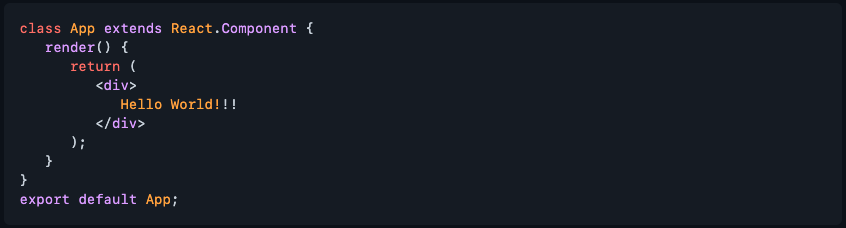 class App extends React.Component {
   render() {
      return (
         <div>
            Hello World!!!
         </div>
      );
   }
}
export default App;